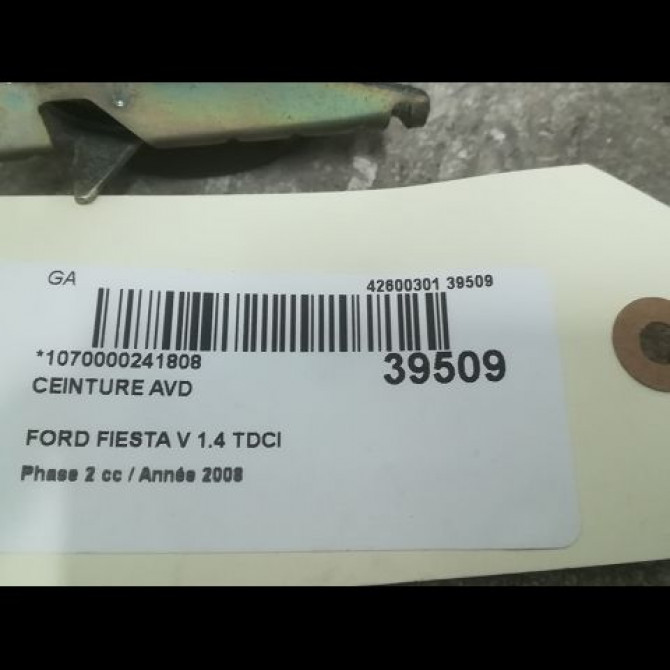 GA
42600301 39509
*1070000241808
39509
CEINTURE AVD
FORD FIESTA V 1.4 TDCI
Phase 2 cc / Année 2008